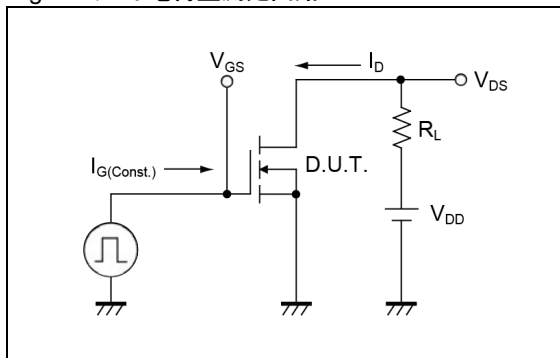 V_GS
I_D
V_DS
R_L
I_G(Const.)
D.U.T.
V_DD